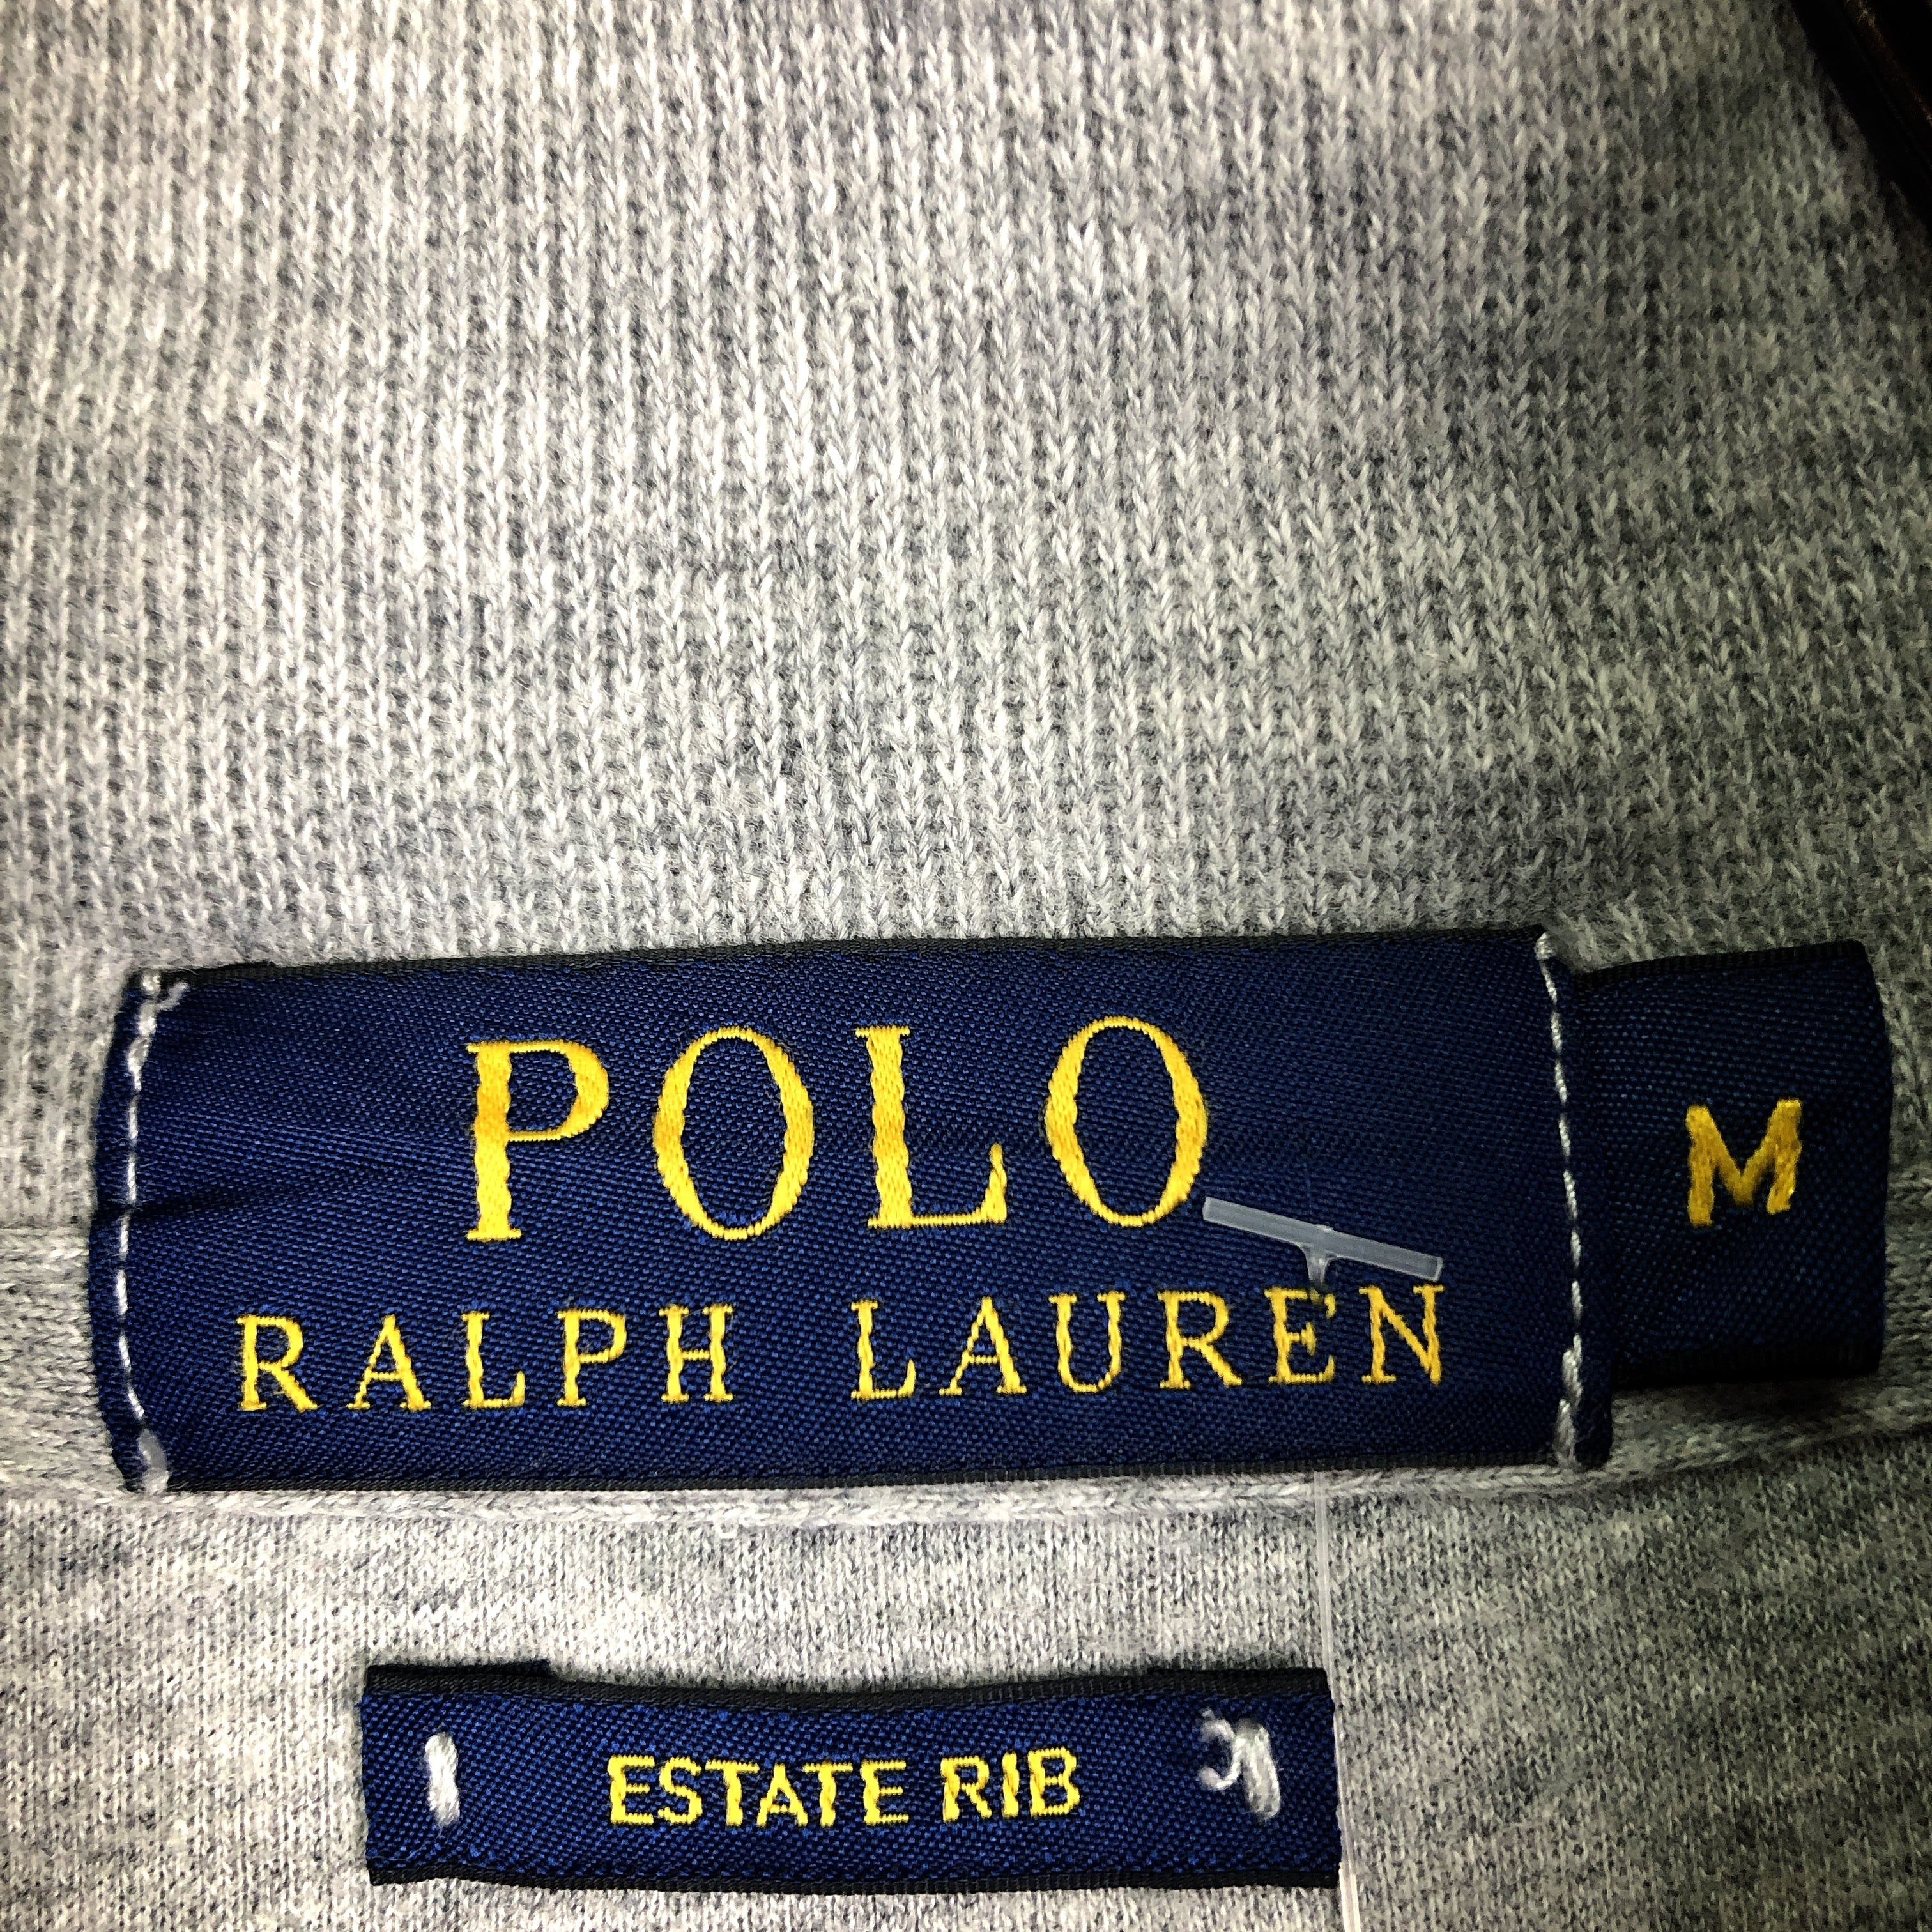 POLO
RALPH LAUREN
M
ESTATE RIB